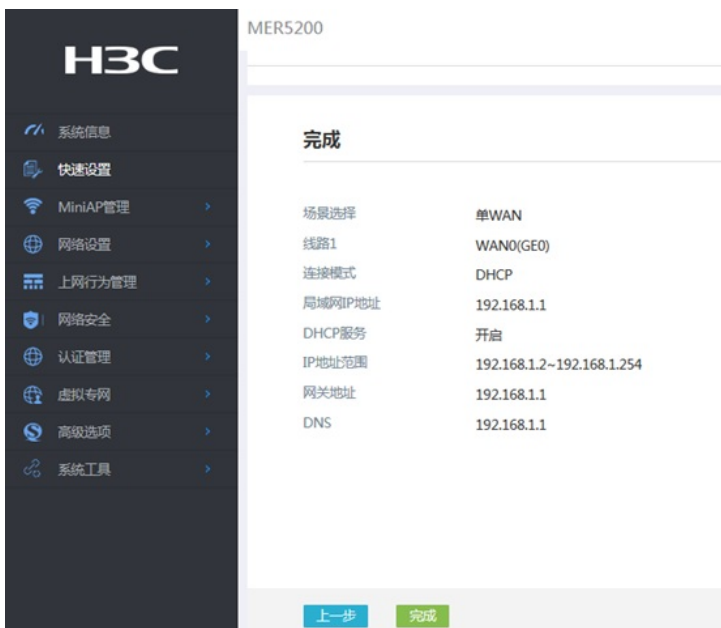 MER5200
H3C
系统信息
快速设置
MiniAP管理
网络设置
上网行为管理
网络安全
认证管理
虚拟专网
高级选项
系统工具
完成
场景选择 单WAN
线路1 WAN0(GE0)
连接模式 DHCP
局域网IP地址 192.168.1.1
DHCP服务 开启
IP地址范围 192.168.1.2~192.168.1.254
网关地址 192.168.1.1
DNS 192.168.1.1
上一步 完成